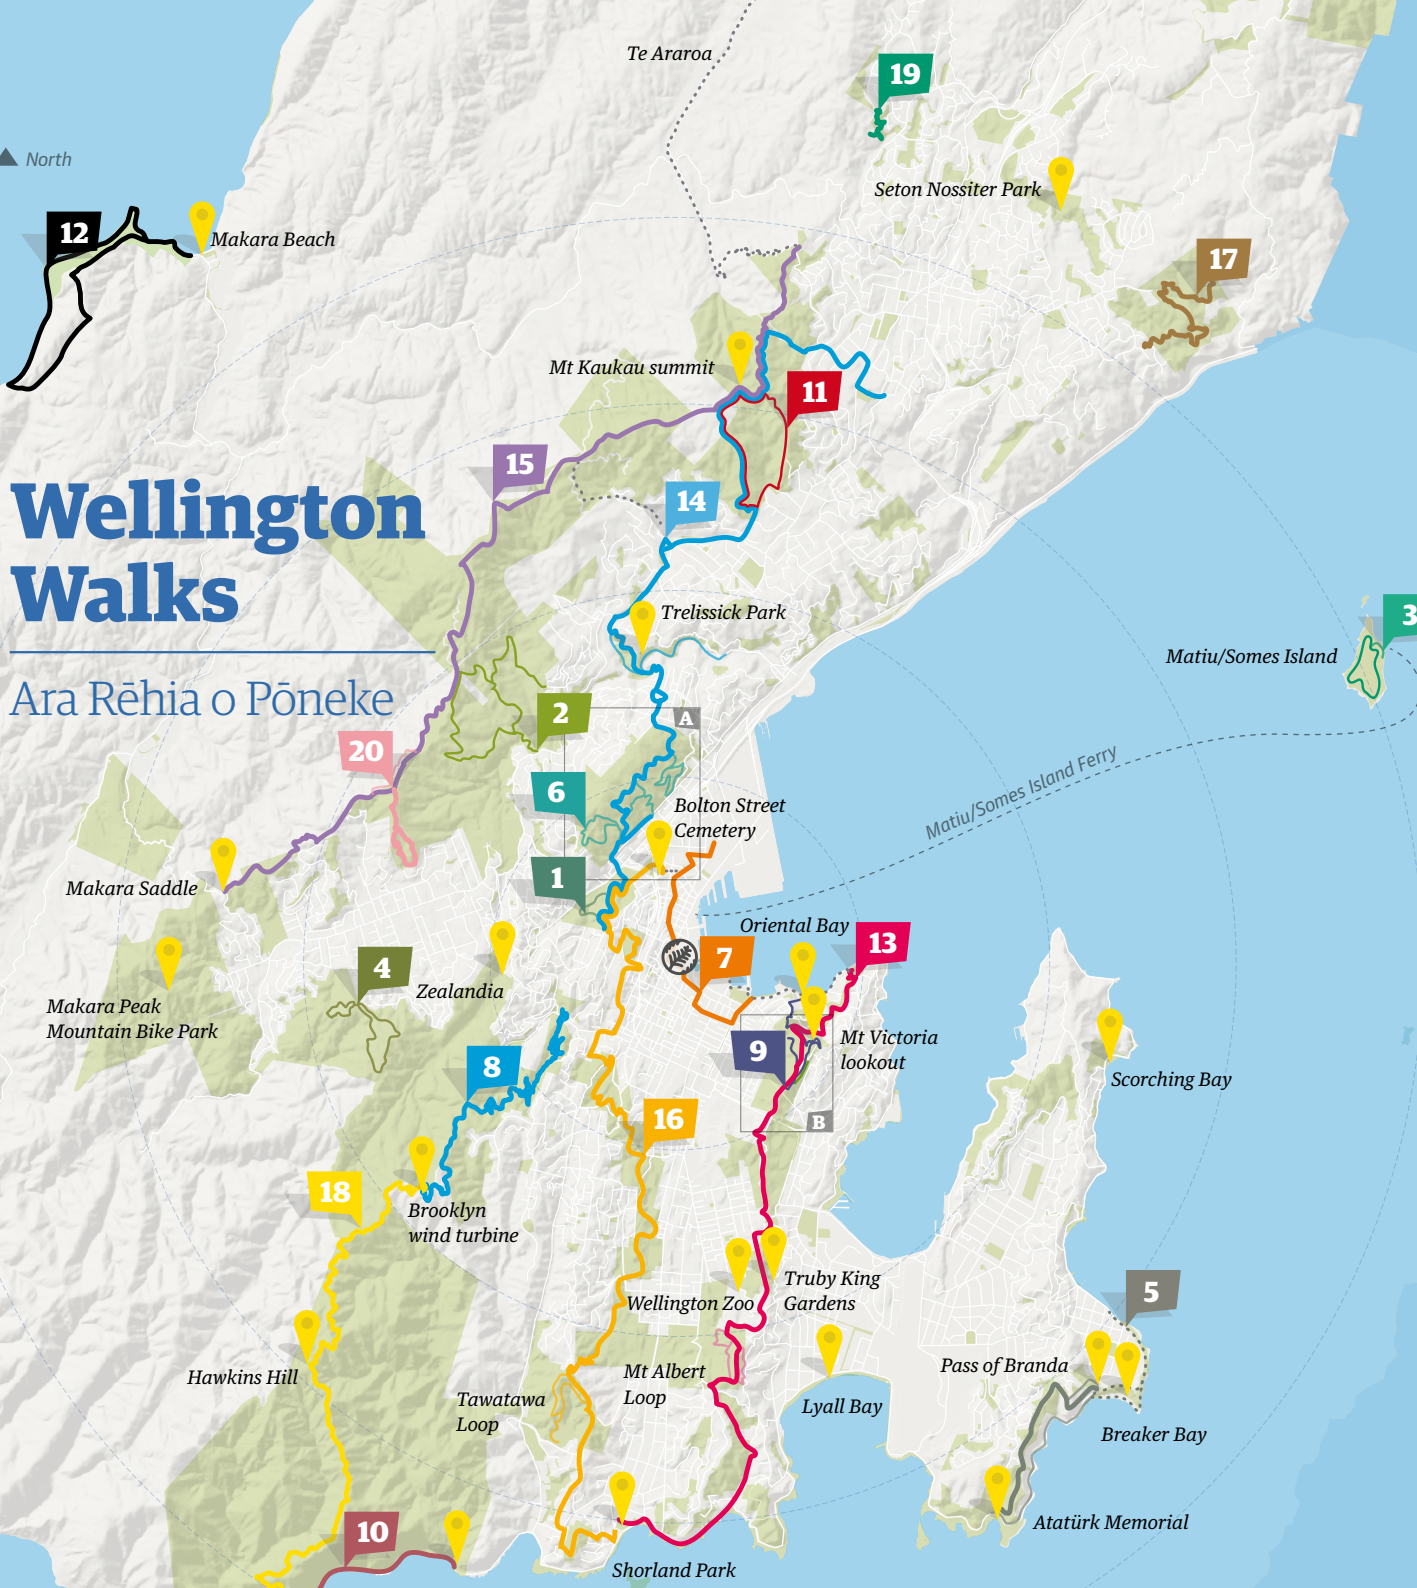 Te Araroa
19
North
Seton Nossiter Park
12
Makara Beach
17
Mt Kaukau summit
11
15
14
Wellington
Walks
Trelissick Park
3
Matiu/Somes Island
Ara Rēhia o Pōneke
2
A
20
6
Matiu/Somes Island Ferry
Bolton Street
Cemetery
1
Makara Saddle
Oriental Bay
13
7
4
Zealandia
Makara Peak
Mountain Bike Park
Mt Victoria
lookout
9
8
Scorching Bay
16
B
18
Brooklyn
wind turbine
Truby King
Gardens
Wellington Zoo
5
Hawkins Hill
Mt Albert
Loop
Pass of Branda
Tawatawa
Loop
Lyall Bay
Breaker Bay
10
Atatürk Memorial
Shorland Park